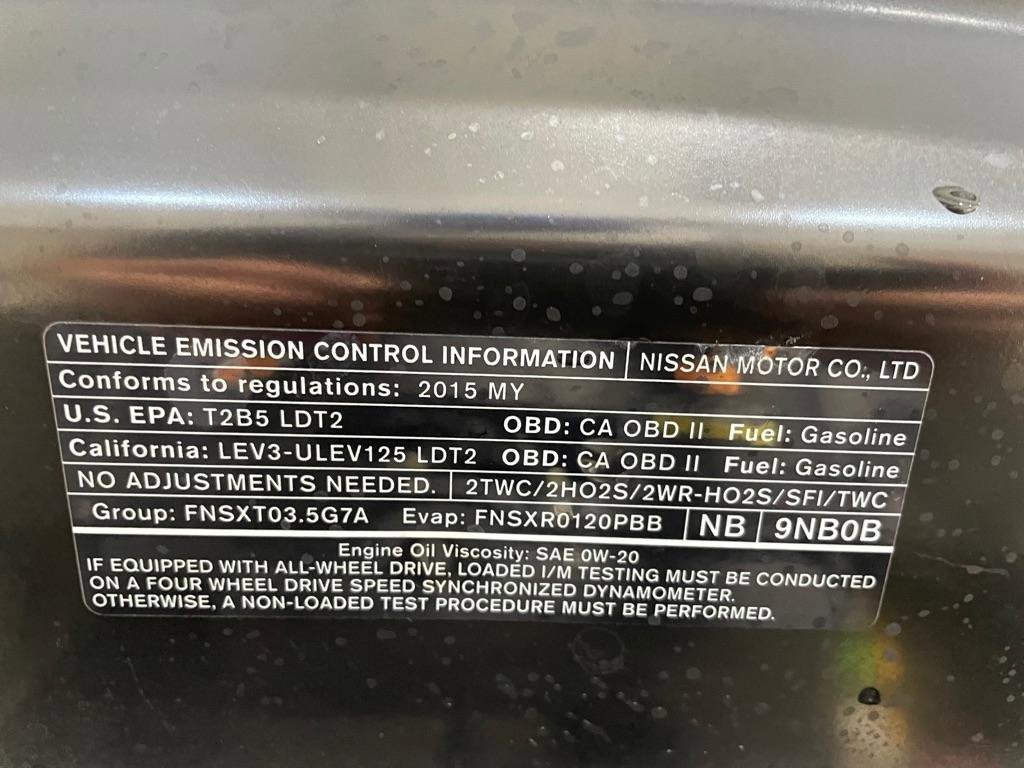 VEHICLE EMISSION CONTROL INFORMATION NISSAN MOTOR CO., LTD
Conforms to regulations: 2015 MY
U.S. EPA: T2B5 LDT2 OBD: CA OBD II Fuel: Gasoline
California: LEV3-ULEV125 LDT2 OBD: CA OBD II Fuel: Gasoline
NO ADJUSTMENTS NEEDED. 2TWC/2HO2S/2WR-HO2S/SFI/TWC
Group: FNSXT03.5G7A Evap: FNSXR0120PBB NB 9NB0B
Engine Oil Viscosity: SAE 0W-20
IF EQUIPPED WITH ALL-WHEEL DRIVE, LOADED I/M TESTING MUST BE CONDUCTED
ON A FOUR WHEEL DRIVE SPEED SYNCHRONIZED DYNAMOMETER.
OTHERWISE, A NON-LOADED TEST PROCEDURE MUST BE PERFORMED.